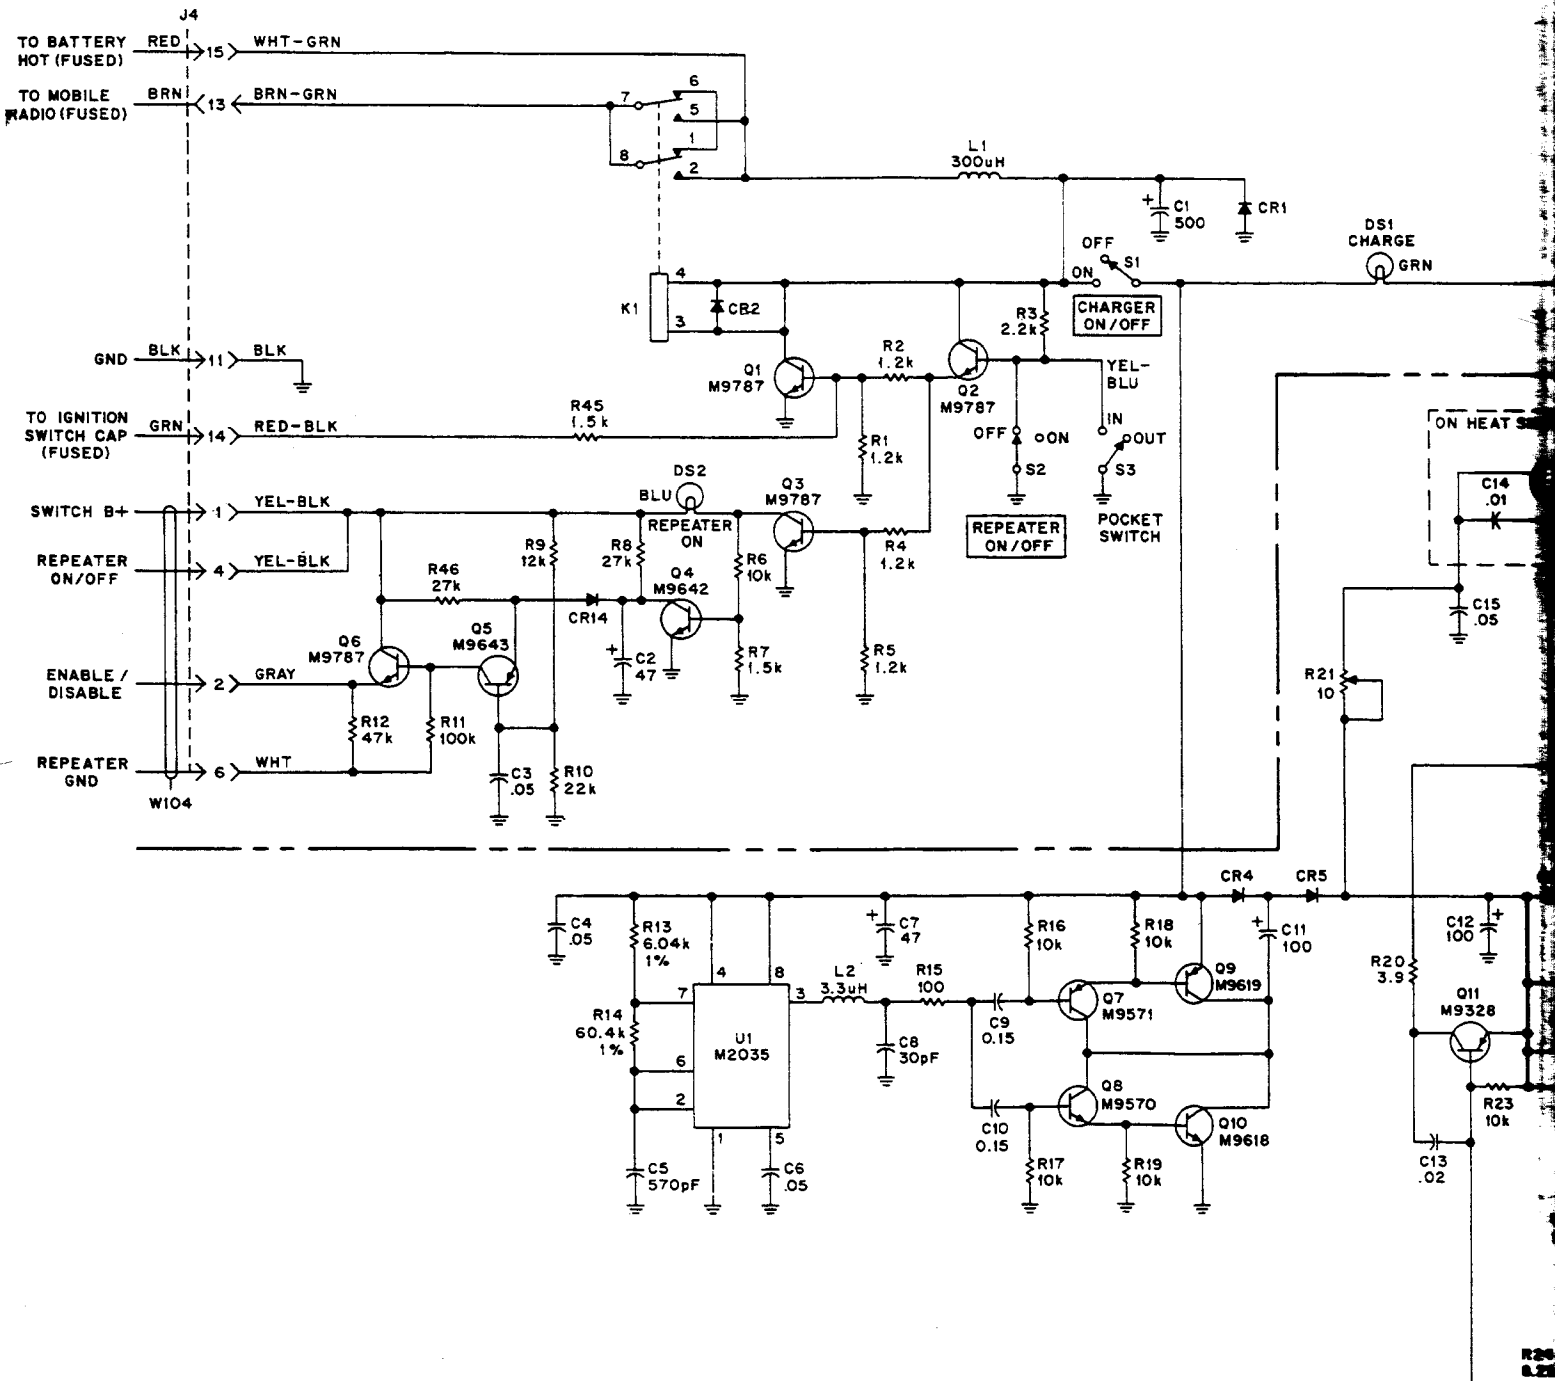 J4
TO BATTERY RED 15 WHT-GRN
HOT (FUSED)
TO MOBILE BRN 13 BRN-GRN
RADIO (FUSED)
7 6
5
8 1
2
L1
300uH
+ C1
500
CR1
DS1
CHARGE
GRN
OFF
ON S1
CHARGER
ON/OFF
K1 4
3
CR2
R3
2.2k
GND BLK 11 BLK
Q1
M9787
R2
1.2k
Q2
M9787
YEL-
BLU
TO IGNITION
SWITCH CAP GRN 14 RED-BLK
(FUSED)
R45
1.5k
R1
1.2k
OFF ON
S2
IN
OUT
S3
REPEATER
ON/OFF
POCKET
SWITCH
ON HEAT
C14
.01
SWITCH B+ 1 YEL-BLK
DS2
BLU
REPEATER
ON
Q3
M9787
R4
1.2k
REPEATER
ON/OFF 4 YEL-BLK
R9
12k
R8
27k
R6
10k
R46
27k
CR14
Q4
M9642
C15
.05
Q6
M9787
Q5
M9643
+ C2
47
R7
1.5k
R5
1.2k
R21
10
ENABLE /
DISABLE 2 GRAY
R12
47k
R11
100k
REPEATER
GND 6 WHT
C3
.05
R10
22k
W104
CR4 CR5
C4
.05
R13
6.04k
1%
+ C7
47
R16
10k
R18
10k
+ C11
100
C12 +
100
4 8
7 3
R14
60.4k
1%
U1
M2035
6
2
1 5
L2
3.3uH
R15
100
C8
30pF
C9
0.15
Q7
M9571
Q9
M9619
R20
3.9
Q11
M9328
C10
0.15
Q8
M9570
Q10
M9618
R23
10k
C5
570pF
C6
.05
R17
10k
R19
10k
C13
.02